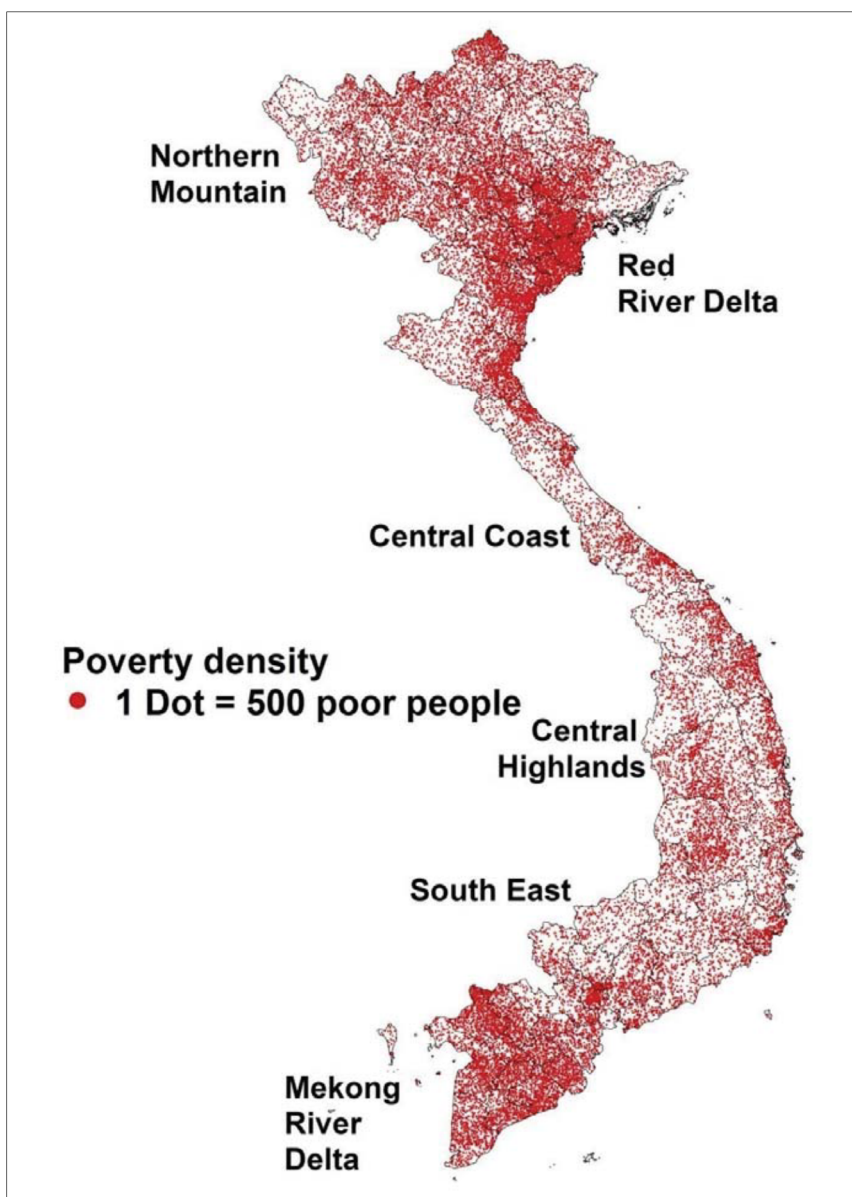 Northern
Mountain
Red
River Delta
Central Coast
Poverty density
1 Dot = 500 poor people
Central
Highlands
South East
Mekong
River
Delta